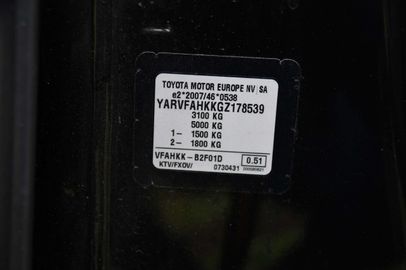 TOYOTA MOTOR EUROPE NV SA
e2*2007/46*0538
YARVFAHKKGZ178539
3100 KG
5000 KG
1- 1500 KG
2- 1800 KG
VFAHKK-B2F01D 0.51
KTV/FXOV/ 0730431